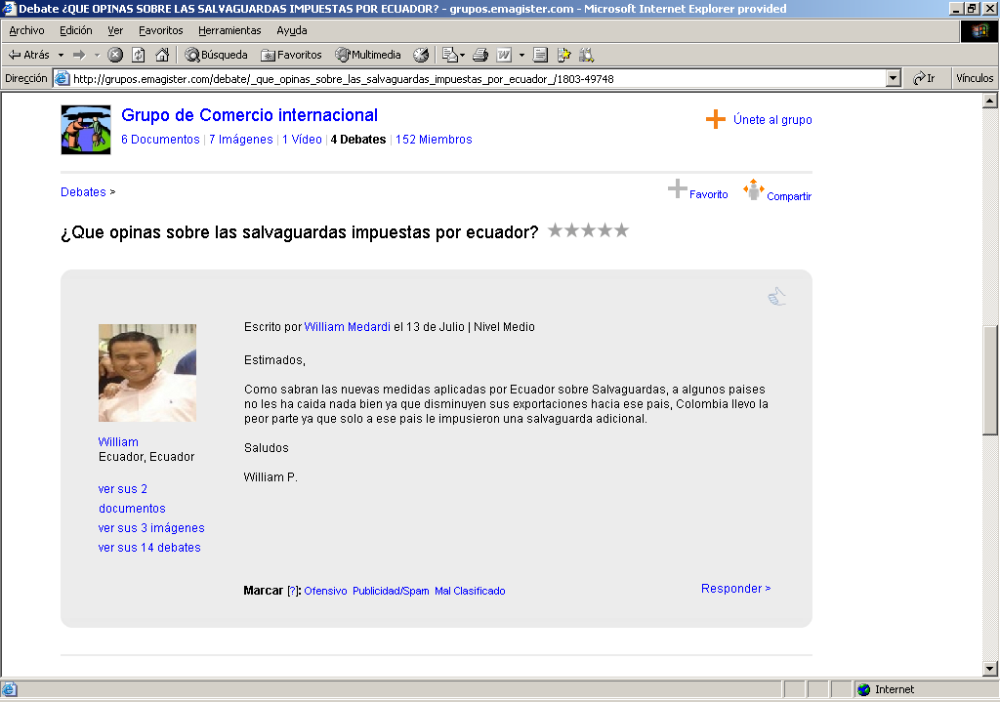 Debate ¿QUE OPINAS SOBRE LAS SALVAGUARDAS IMPUESTAS POR ECUADOR? - grupos.emagister.com - Microsoft Internet Explorer provided
Archivo Edición Ver Favoritos Herramientas Ayuda
Atrás Búsqueda Favoritos Multimedia
Dirección http://grupos.emagister.com/debate/_que_opinas_sobre_las_salvaguardas_impuestas_por_ecuador_/1803-49748 Ir Vínculos
Grupo de Comercio internacional
Únete al grupo
6 Documentos | 7 Imágenes | 1 Vídeo | 4 Debates | 152 Miembros
Debates >
Favorito Compartir
¿Que opinas sobre las salvaguardas impuestas por ecuador?
Escrito por William Medardi el 13 de Julio | Nivel Medio
Estimados,
Como sabran las nuevas medidas aplicadas por Ecuador sobre Salvaguardas, a algunos paises
no les ha caida nada bien ya que disminuyen sus exportaciones hacia ese pais, Colombia llevo la
peor parte ya que solo a ese pais le impusieron una salvaguarda adicional.
Saludos
William P.
William
Ecuador, Ecuador
ver sus 2
documentos
ver sus 3 imágenes
ver sus 14 debates
Marcar [?]: Ofensivo Publicidad/Spam Mal Clasificado
Responder >
Internet